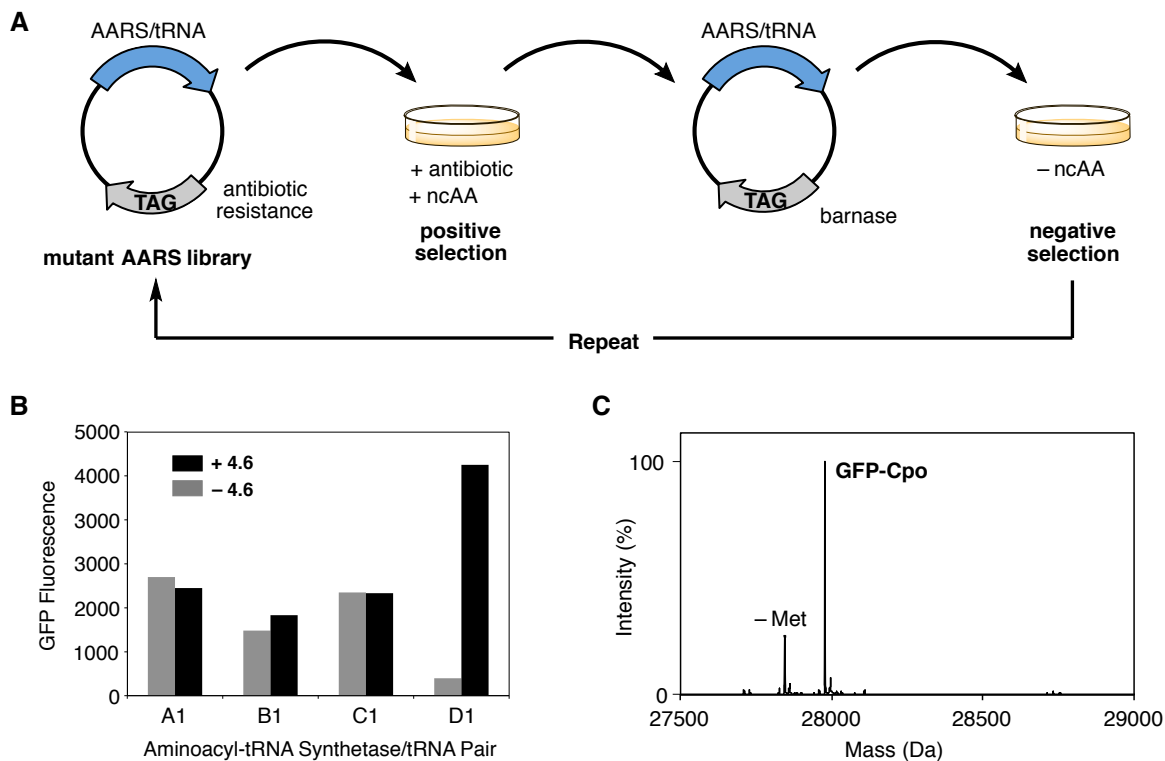 A
AARS/tRNA
TAG
antibiotic
resistance
mutant AARS library
+ antibiotic
+ ncAA
positive
selection
AARS/tRNA
TAG
barnase
– ncAA
negative
selection
Repeat
B
GFP Fluorescence
5000
4000
3000
3000
2000
1000
0
+ 4.6
– 4.6
A1
B1
C1
D1
Aminoacyl-tRNA Synthetase/tRNA Pair
C
Intensity (%)
100
0
GFP-Cpo
– Met
27500
28000
28500
29000
Mass (Da)